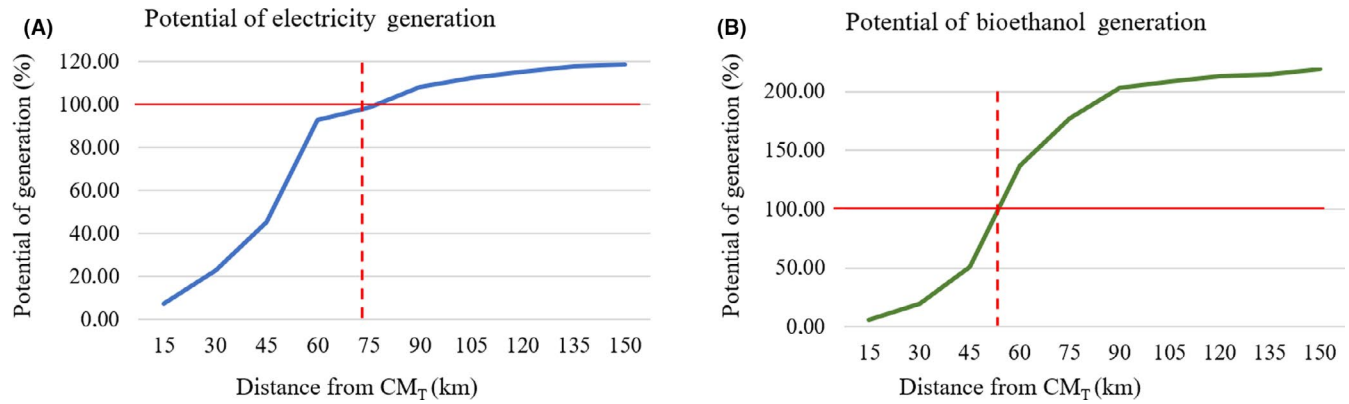 (A)
Potential of electricity generation
Potential of generation (%)
120.00
100.00
80.00
60.00
40.00
20.00
0.00
15 30 45 60 75 90 105 120 135 150
Distance from CM_T (km)
(B)
Potential of bioethanol generation
Potential of generation (%)
200.00
150.00
100.00
50.00
0.00
15 30 45 60 75 90 105 120 135 150
Distance from CM_T (km)